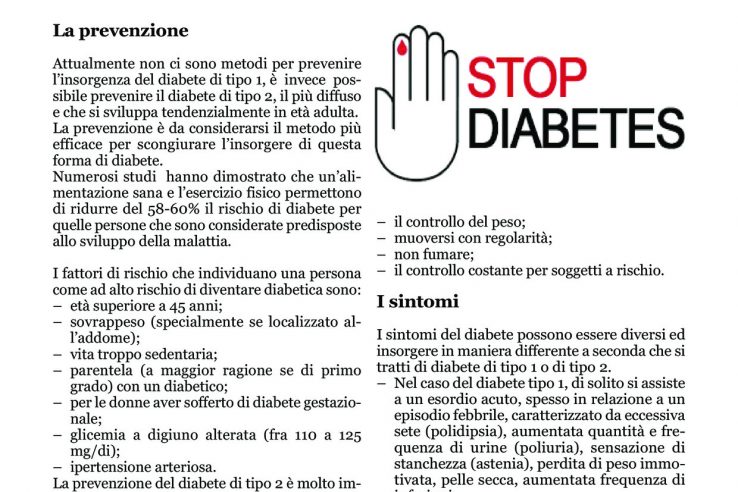 La prevenzione
Attualmente non ci sono metodi per prevenire
l'insorgenza del diabete di tipo 1, è invece pos-
sibile prevenire il diabete di tipo 2, il più diffuso
e che si sviluppa tendenzialmente in età adulta.
La prevenzione è da considerarsi il metodo più
efficace per scongiurare l'insorgere di questa
forma di diabete.
Numerosi studi hanno dimostrato che un'ali-
mentazione sana e l'esercizio fisico permettono
di ridurre del 58-60% il rischio di diabete per
quelle persone che sono considerate predisposte
allo sviluppo della malattia.
I fattori di rischio che individuano una persona
come ad alto rischio di diventare diabetica sono:
– età superiore a 45 anni;
– sovrappeso (specialmente se localizzato al-
l'addome);
– vita troppo sedentaria;
– parentela (a maggior ragione se di primo
grado) con un diabetico;
– per le donne aver sofferto di diabete gestazio-
nale;
– glicemia a digiuno alterata (fra 110 a 125
mg/di);
– ipertensione arteriosa.
La prevenzione del diabete di tipo 2 è molto im-
STOP
DIABETES
– il controllo del peso;
– muoversi con regolarità;
– non fumare;
– il controllo costante per soggetti a rischio.
I sintomi
I sintomi del diabete possono essere diversi ed
insorgere in maniera differente a seconda che si
tratti di diabete di tipo 1 o di tipo 2.
– Nel caso del diabete tipo 1, di solito si assiste
a un esordio acuto, spesso in relazione a un
episodio febbrile, caratterizzato da eccessiva
sete (polidipsia), aumentata quantità e fre-
quenza di urine (poliuria), sensazione di
stanchezza (astenia), perdita di peso immo-
tivata, pelle secca, aumentata frequenza di